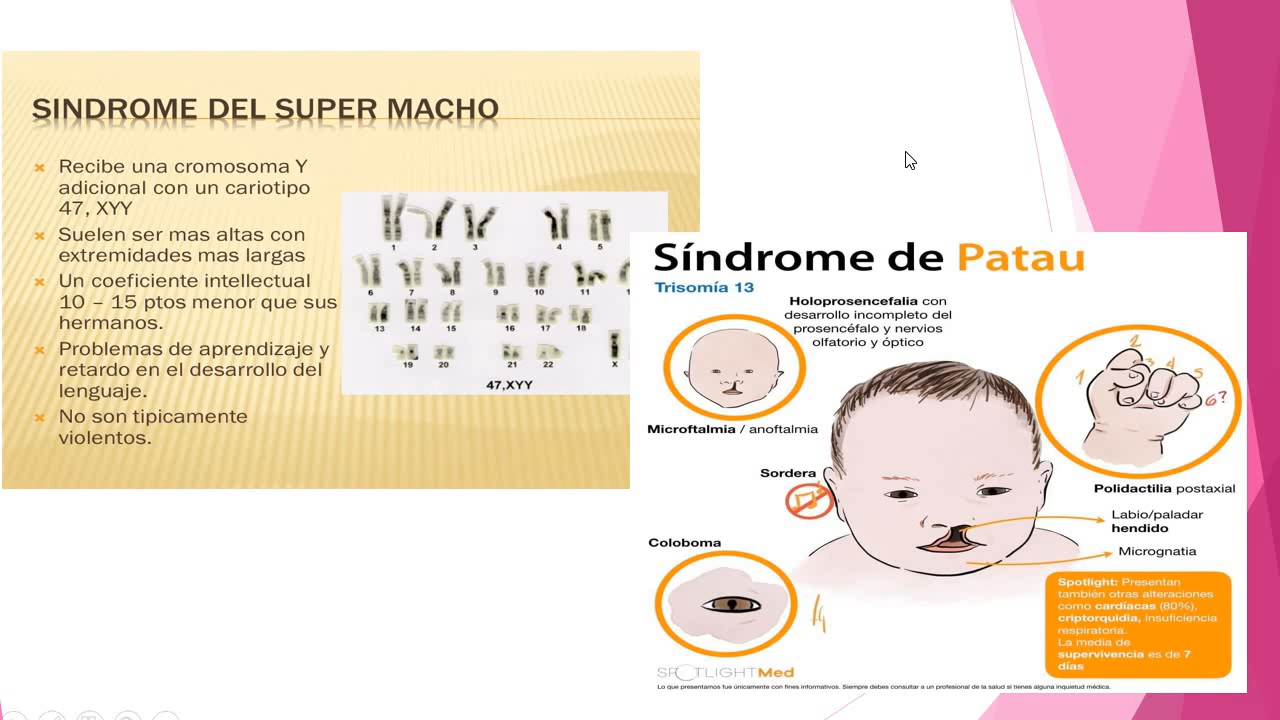 SINDROME DEL SUPER MACHO
Recibe una cromosoma Y
adicional con un cariotipo
47, XYY
Suelen ser mas altas con
extremidades mas largas
Un coeficiente intellectual
10 – 15 ptos menor que sus
hermanos.
Problemas de aprendizaje y
retardo en el desarrollo del
lenguaje.
No son tipicamente
violentos.
1 2 3 4 5
6 7 8 9 10 11
13 14 15 16 17 18
19 20 21 22 X
47,XYY
Síndrome de Patau
Trisomía 13
Holoprosencefalia con
desarrollo incompleto del
prosencéfalo y nervios
olfatorio y óptico
Microftalmia / anoftalmia
1 2 3 4 5 6?
Polidactilia postaxial
Sordera
Labio/paladar
hendido
Micrognatia
Coloboma
Spotlight: Presentan
también otras alteraciones
como cardíacas (80%),
criptorquidia, insuficiencia
respiratoria.
La media de
supervivencia es de 7
días
SPOTLIGHTMed
Lo que presentamos fue únicamente con fines informativos. Siempre debes consultar a un profesional de la salud si tienes alguna inquietud médica.